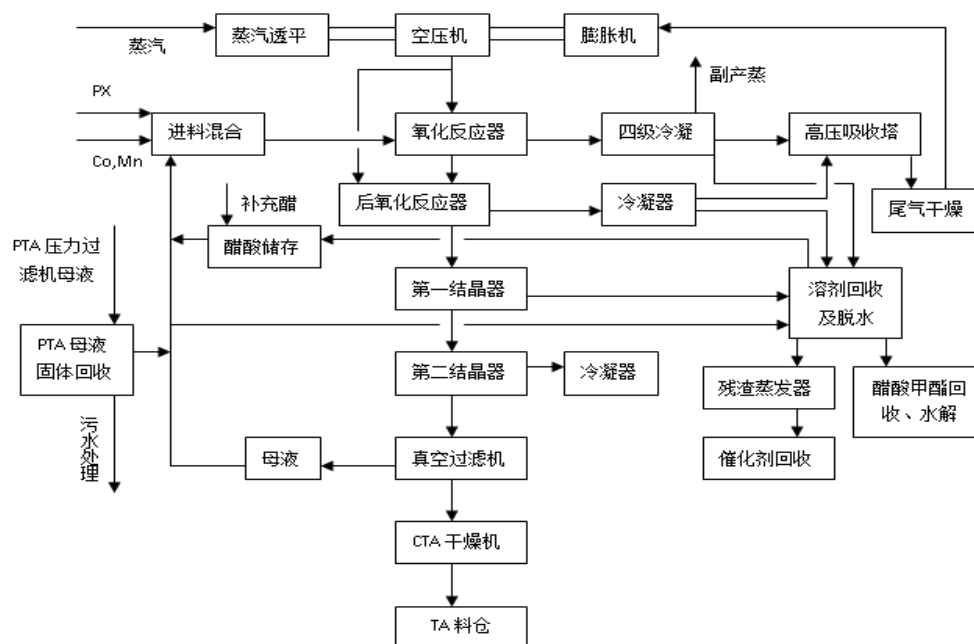 蒸汽
蒸汽透平
空压机
膨胀机
副产蒸
PX
进料混合
氧化反应器
四级冷凝
高压吸收塔
Co,Mn
补充醋
后氧化反应器
冷凝器
尾气干燥
PTA 压力过
滤机母液
醋酸储存
第一结晶器
溶剂回收
及脱水
PTA 母液
固体回收
第二结晶器
冷凝器
残渣蒸发器
醋酸甲酯回
收、水解
污水处理
母液
真空过滤机
催化剂回收
CTA 干燥机
TA 料仓